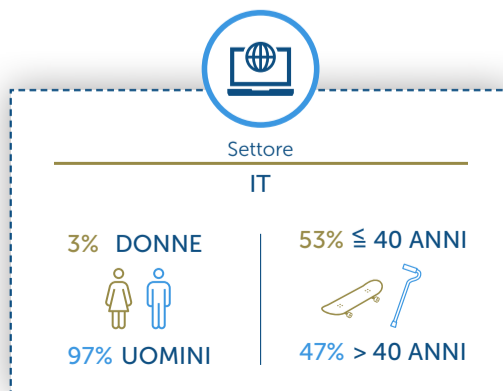 Settore
IT
3% DONNE
97% UOMINI
53% ≦ 40 ANNI
47% > 40 ANNI